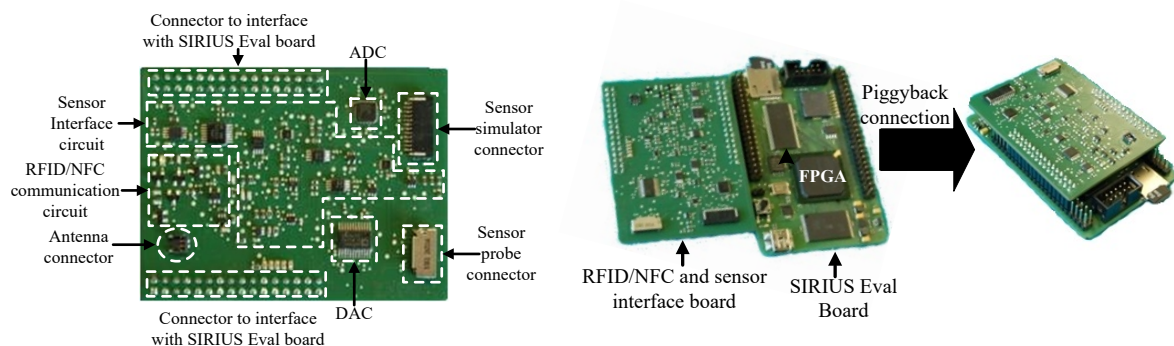 Connector to interface
with SIRIUS Eval board
ADC
Sensor
Interface
circuit
RFID/NFC
communication
circuit
Antenna
connector
Sensor
simulator
connector
Sensor
probe
connector
DAC
Connector to interface
with SIRIUS Eval board
FPGA
Piggyback
connection
RFID/NFC and sensor
interface board
SIRIUS Eval
Board